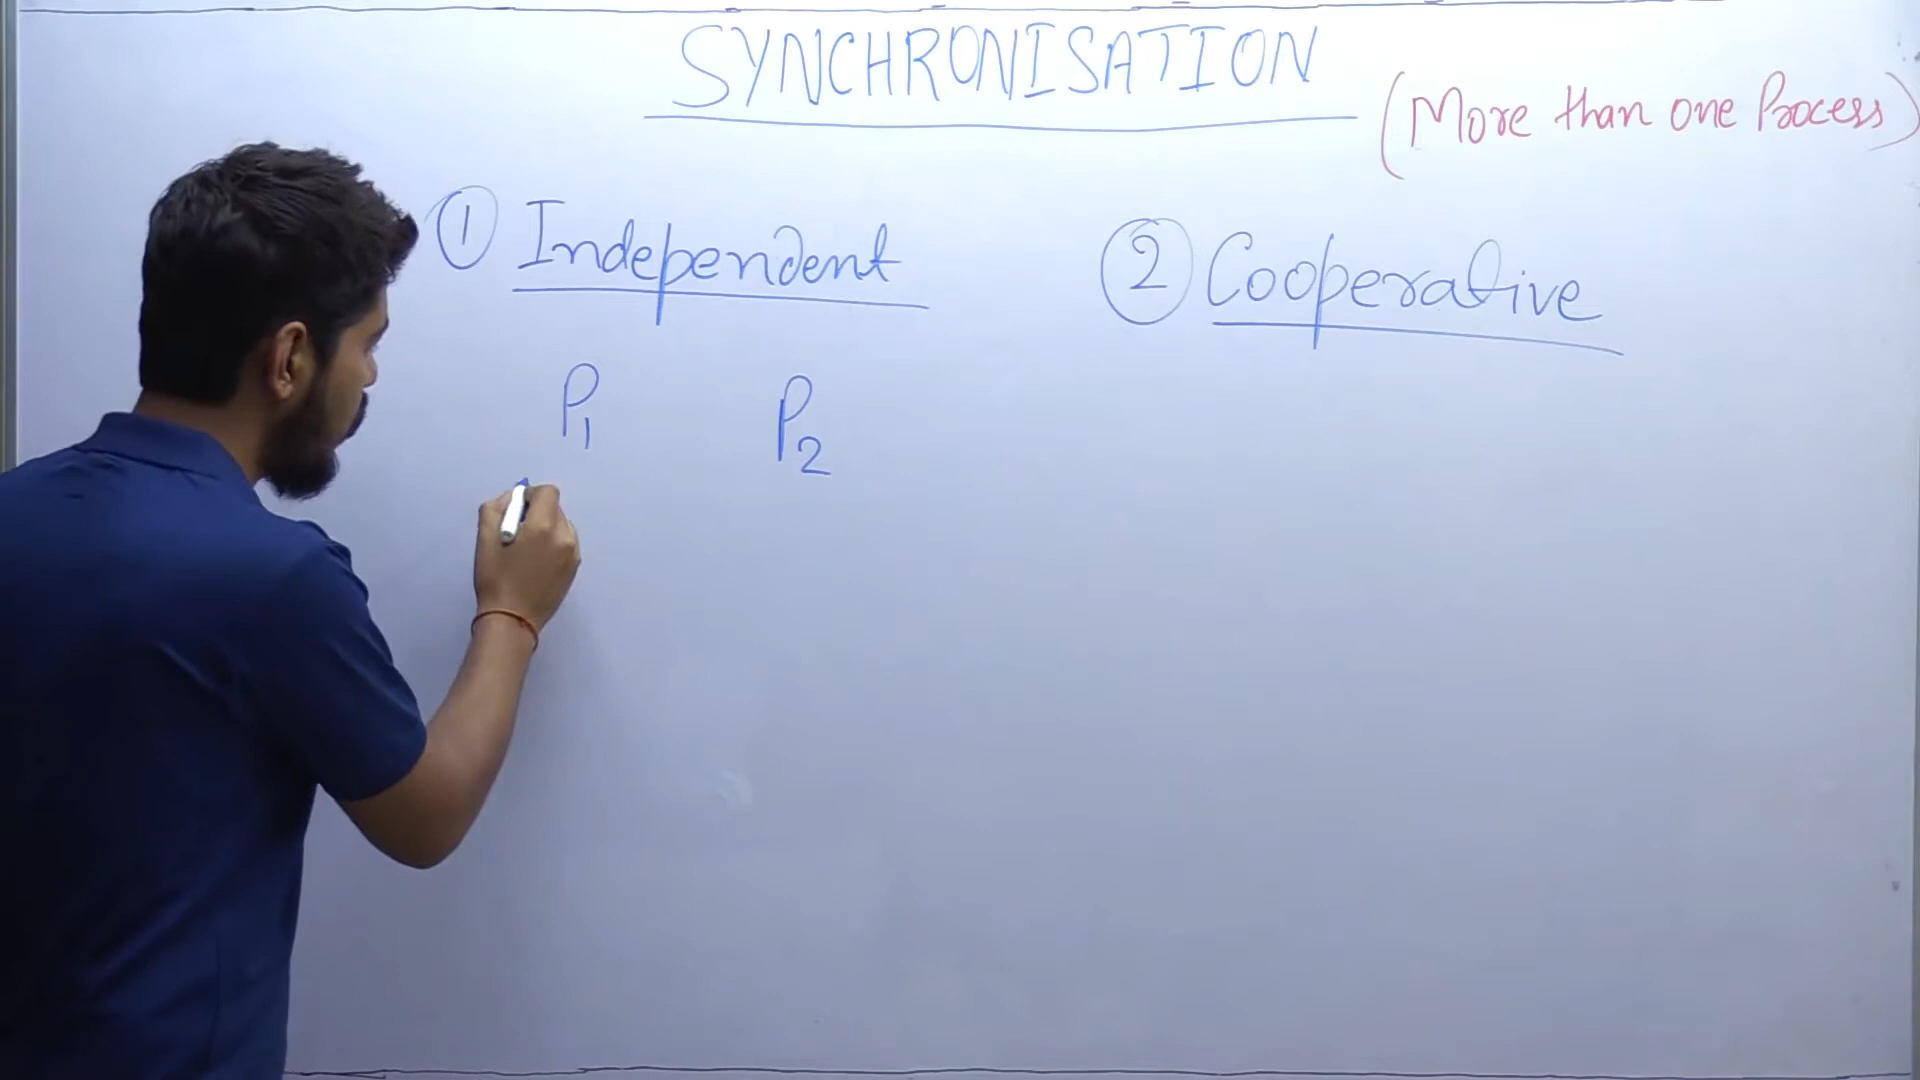 SYNCHRONISATION
(More than one Process)
① Independent
② Cooperative
P1 P2